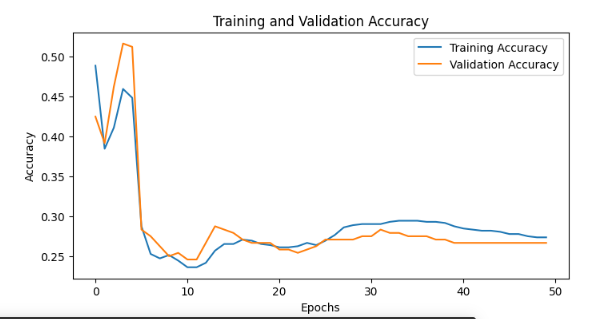 Training and Validation Accuracy
Training Accuracy
Validation Accuracy
Accuracy
0.50
0.45
0.40
0.35
0.30
0.25
0 10 20 30 40 50
Epochs